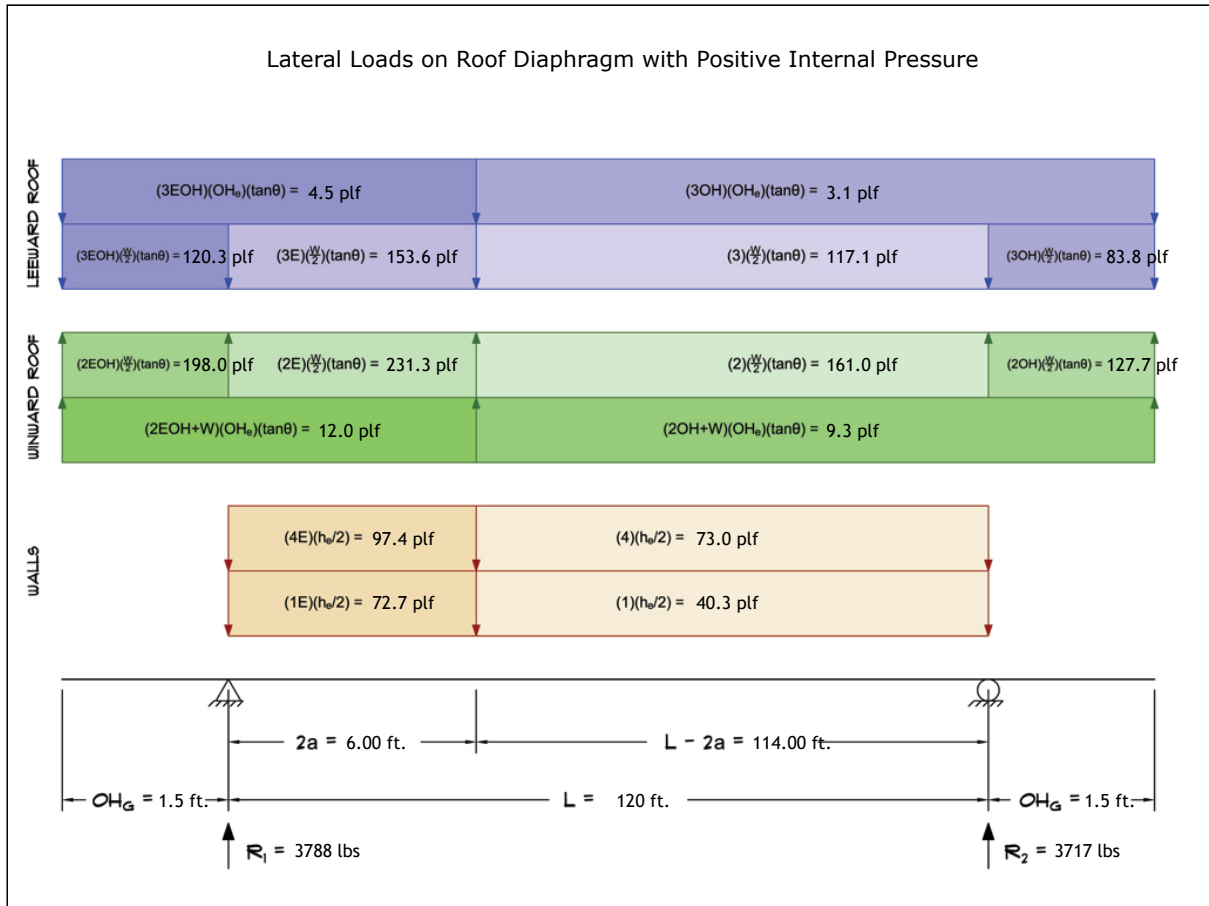 Lateral Loads on Roof Diaphragm with Positive Internal Pressure
LEEWARD ROOF
(3EOH)(OHₑ)(tanθ) = 4.5 plf
(3OH)(OHₑ)(tanθ) = 3.1 plf
(3EOH)(W/2)(tanθ) = 120.3 plf
(3E)(W/2)(tanθ) = 153.6 plf
(3)(W/2)(tanθ) = 117.1 plf
(3OH)(W/2)(tanθ) = 83.8 plf
WINWARD ROOF
(2EOH)(W/2)(tanθ) = 198.0 plf
(2E)(W/2)(tanθ) = 231.3 plf
(2)(W/2)(tanθ) = 161.0 plf
(2OH)(W/2)(tanθ) = 127.7 plf
(2EOH+W)(OHₑ)(tanθ) = 12.0 plf
(2OH+W)(OHₑ)(tanθ) = 9.3 plf
WALLS
(4E)(hₑ/2) = 97.4 plf
(4)(hₑ/2) = 73.0 plf
(1E)(hₑ/2) = 72.7 plf
(1)(hₑ/2) = 40.3 plf
2a = 6.00 ft.
L - 2a = 114.00 ft.
OHG = 1.5 ft.
L = 120 ft.
OHG = 1.5 ft.
R₁ = 3788 lbs
R₂ = 3717 lbs